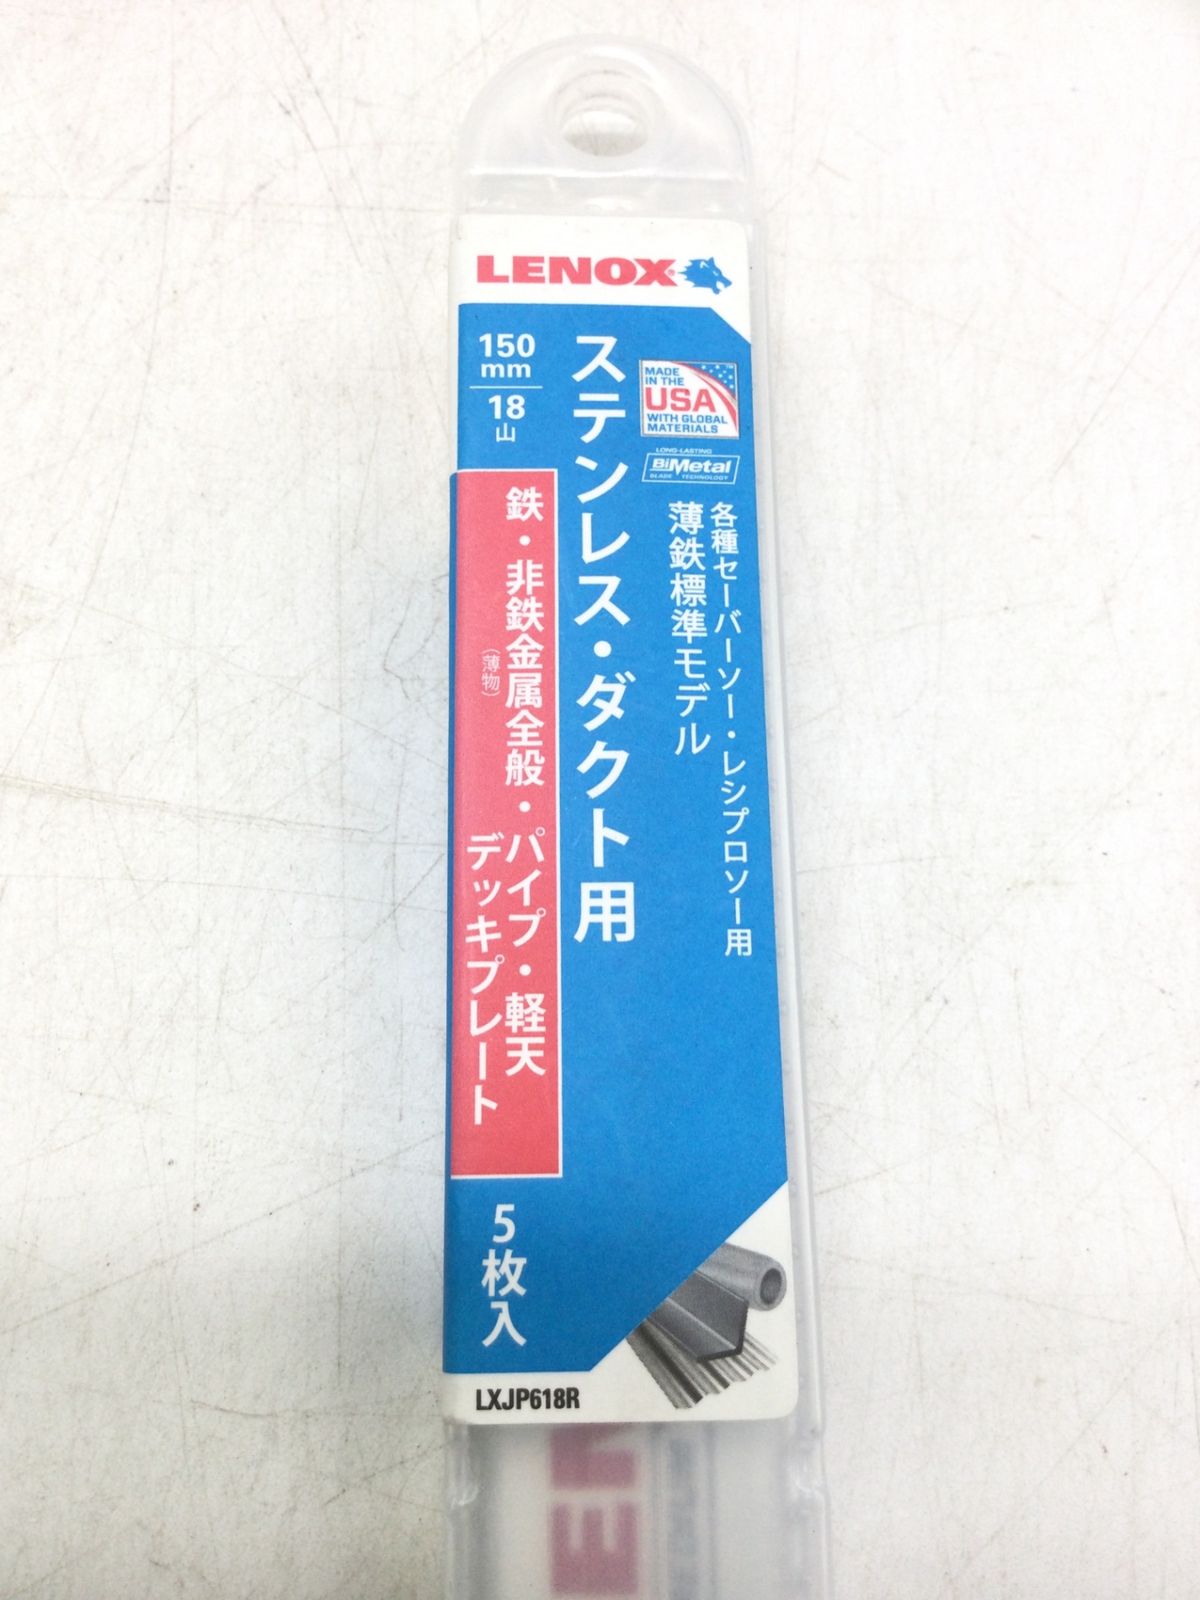 LENOX®
150
mm
18
山
MADE
IN THE
USA
WITH GLOBAL
MATERIALS
LONG-LASTING
BiMetal
BLADE TECHNOLOGY
各種セーバーソー・レシプロソー用
薄鉄標準モデル
ステンレス・ダクト用
鉄・非鉄金属全般・パイプ・軽天
(薄物)
デッキプレート
5枚入
LXJP618R